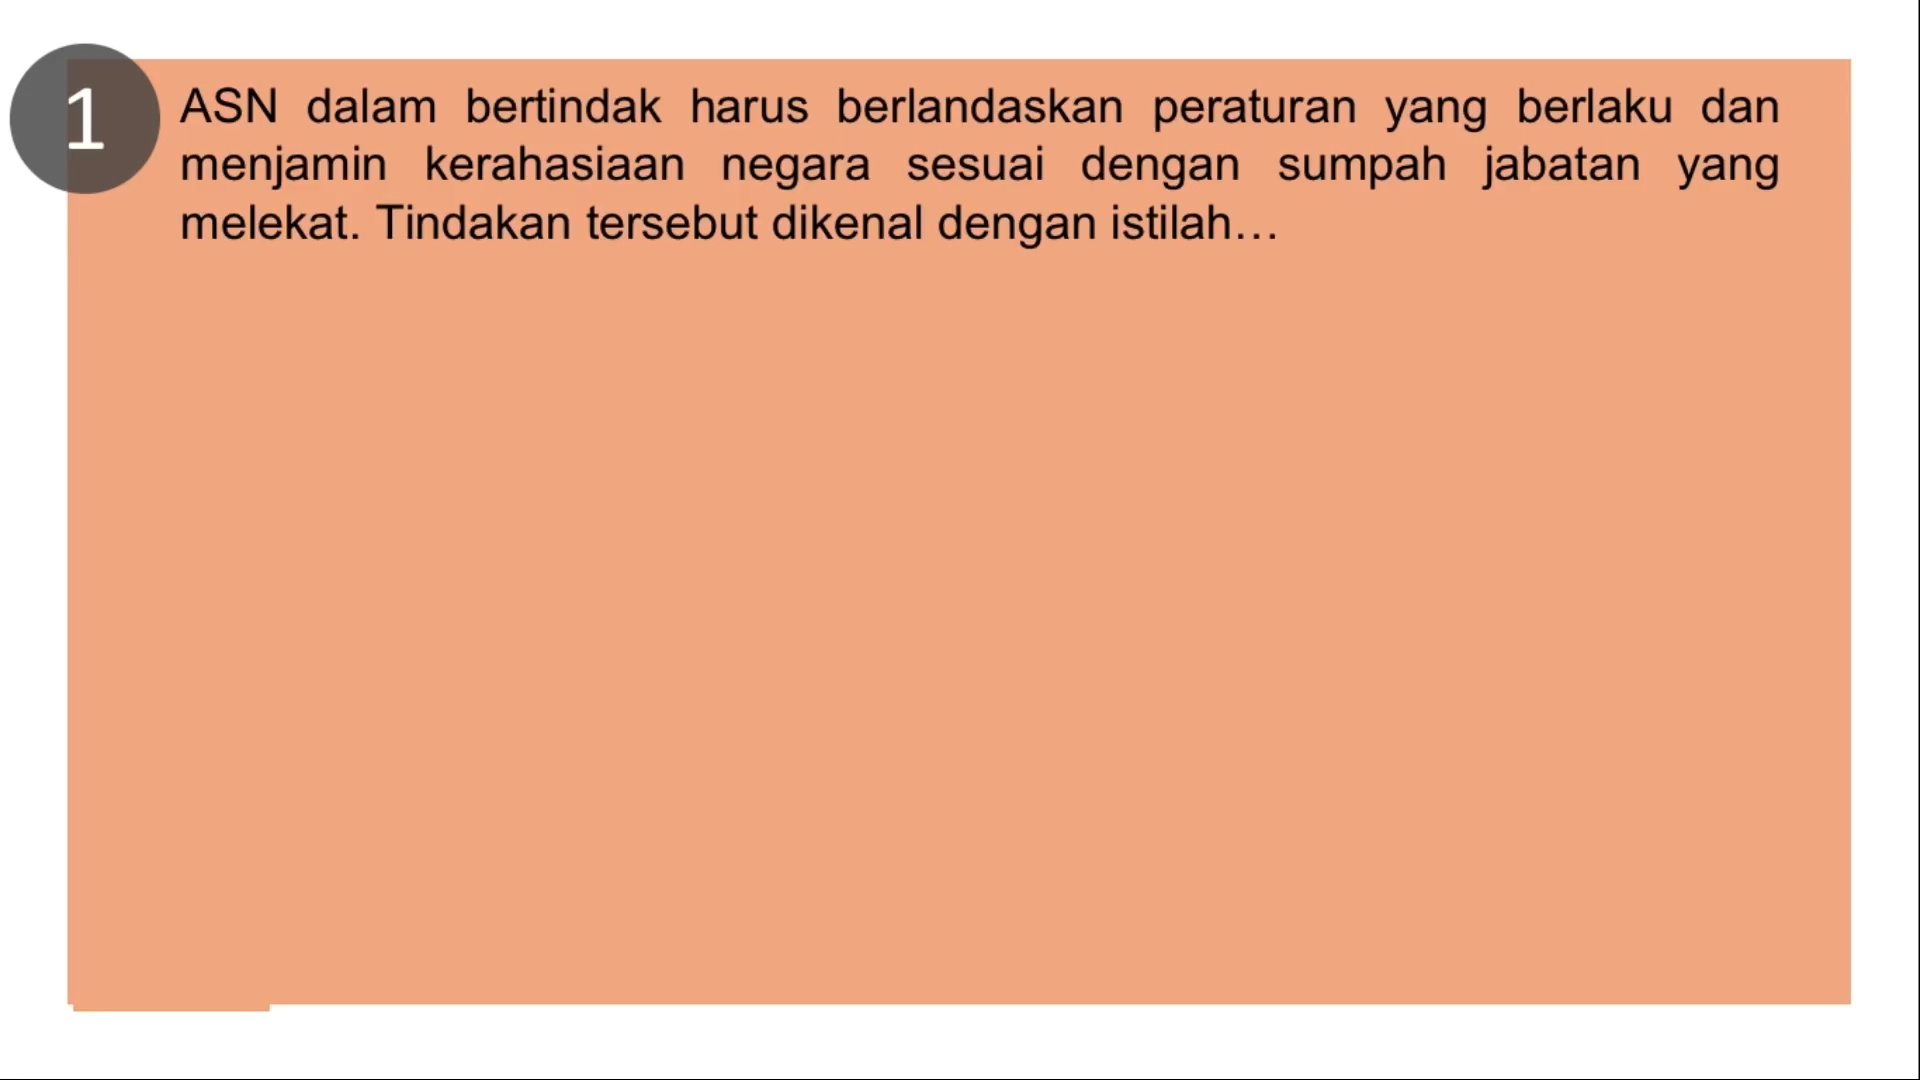 1
ASN dalam bertindak harus berlandaskan peraturan yang berlaku dan
menjamin kerahasiaan negara sesuai dengan sumpah jabatan yang
melekat. Tindakan tersebut dikenal dengan istilah…